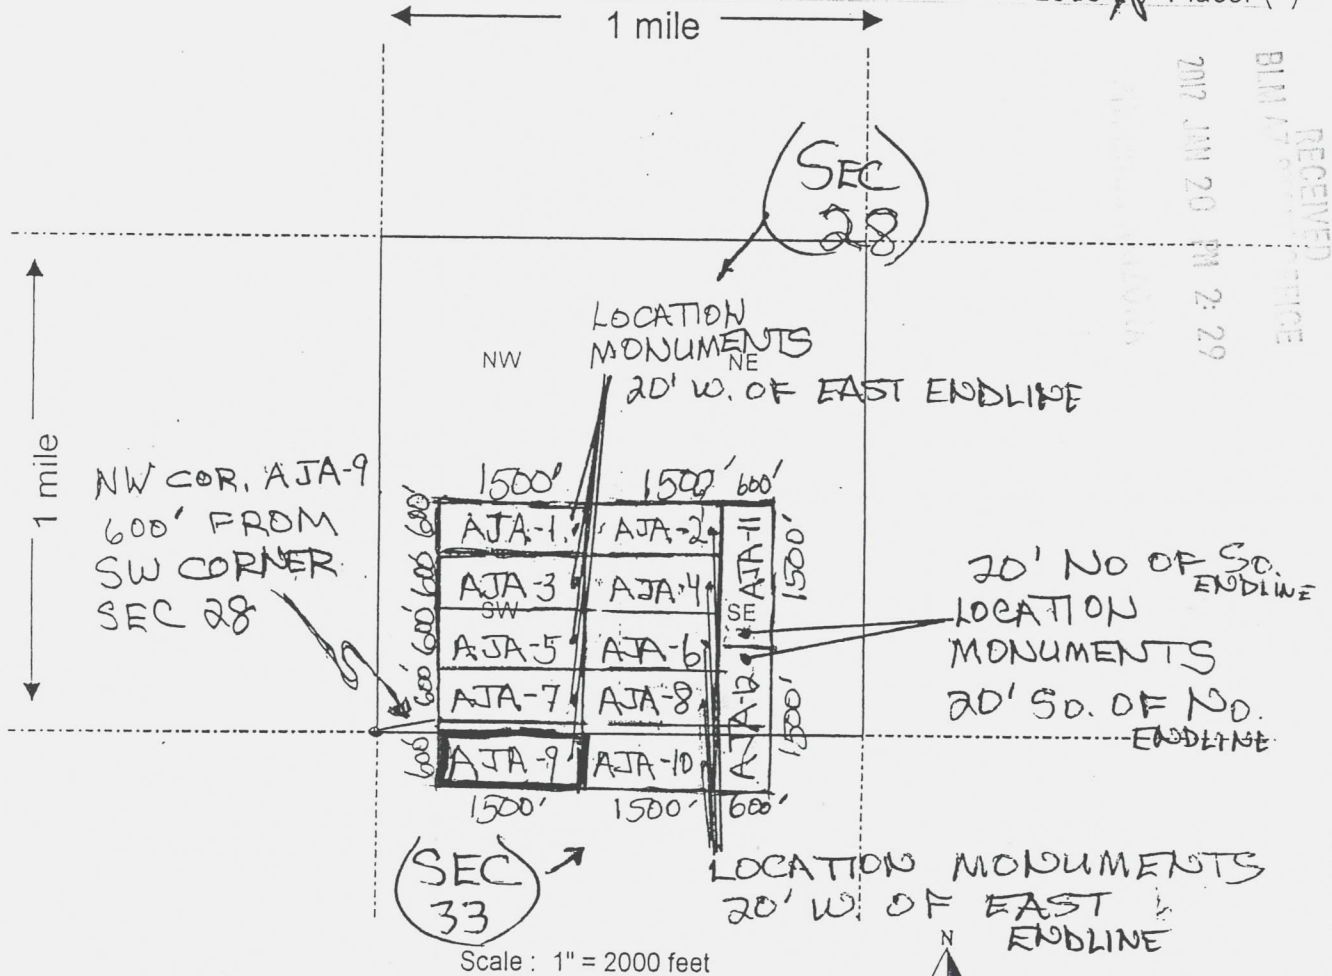 1 mile
RECEIVED
2017 JAN 20 PM 2:29
SEC
28
LOCATION
MONUMENTS
NW
NE
20' W. OF EAST ENDLINE
1 mile
NW COR. AJA-9
600' FROM
SW CORNER
SEC 28
1500' 1500' 600'
600' AJA-1 AJA-2 AJA-11 1500'
600' AJA-3 AJA-4
SW SE
600' AJA-5 AJA-6
600' AJA-7 AJA-8 AJA-12 1500'
600' AJA-9 AJA-10
1500' 1500' 600'
20' NO OF SO.
ENDLINE
LOCATION
MONUMENTS
20' SO. OF NO.
ENDLINE
SEC
33
LOCATION MONUMENTS
20' W. OF EAST
ENDLINE
N
Scale : 1" = 2000 feet